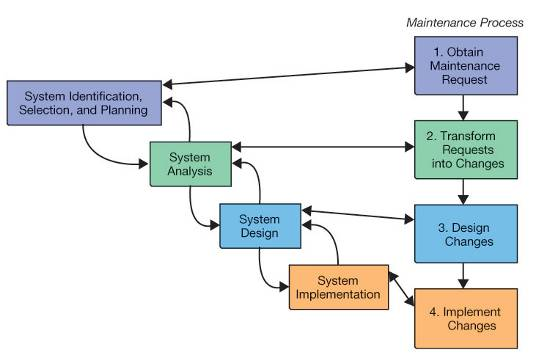 Maintenance Process
1. Obtain
Maintenance
Request
System Identification,
Selection, and Planning
2. Transform
Requests
into Changes
System
Analysis
System
Design
3. Design
Changes
System
Implementation
4. Implement
Changes